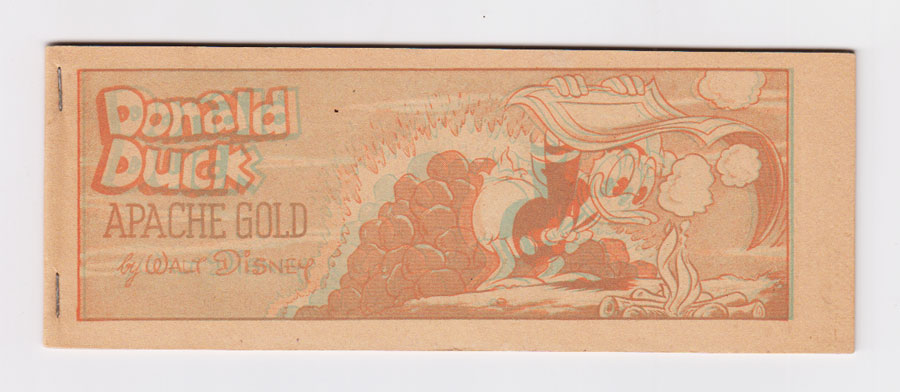 Donald
Duck
APACHE GOLD
by WALT DISNEY